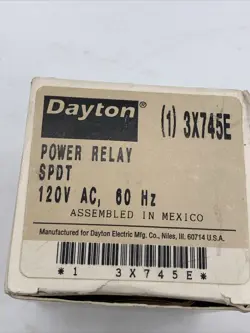 Dayton® (1) 3X745E
POWER RELAY
SPDT
120V AC, 60 Hz
ASSEMBLED IN MEXICO
Manufactured for Dayton Electric Mfg. Co., Niles, Ill. 60714 U.S.A.
* 1 3X745E *